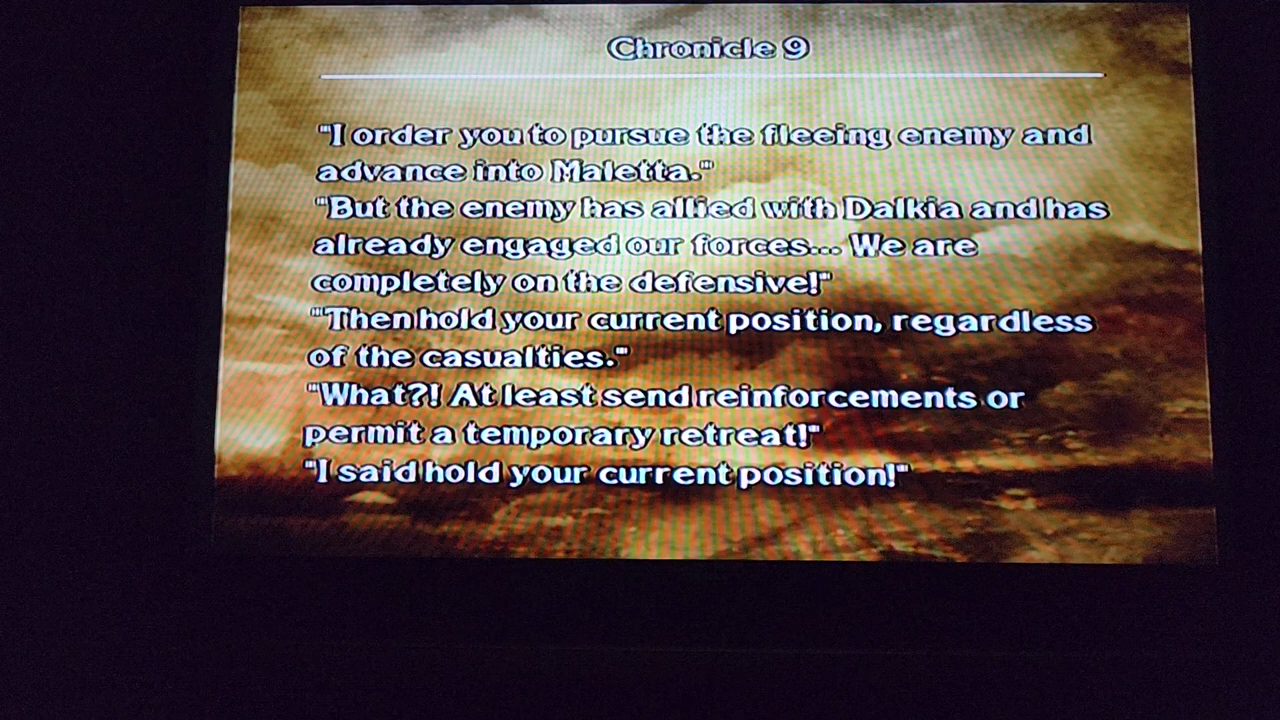 Chronicle 9
"I order you to pursue the fleeing enemy and
advance into Maletta."
"But the enemy has allied with Dalkia and has
already engaged our forces... We are
completely on the defensive!"
"Then hold your current position, regardless
of the casualties."
"What?! At least send reinforcements or
permit a temporary retreat!"
"I said hold your current position!"